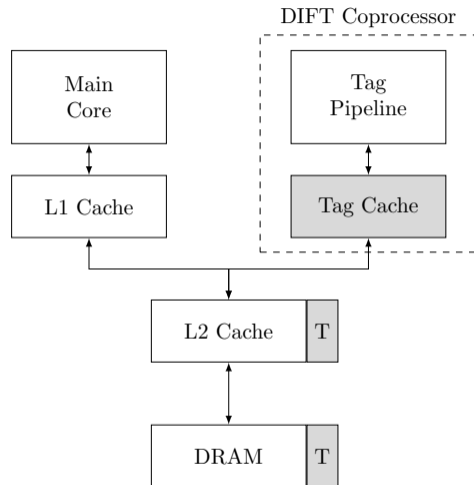 DIFT Coprocessor
Main
Core
Tag
Pipeline
L1 Cache
Tag Cache
L2 Cache
T
DRAM
T